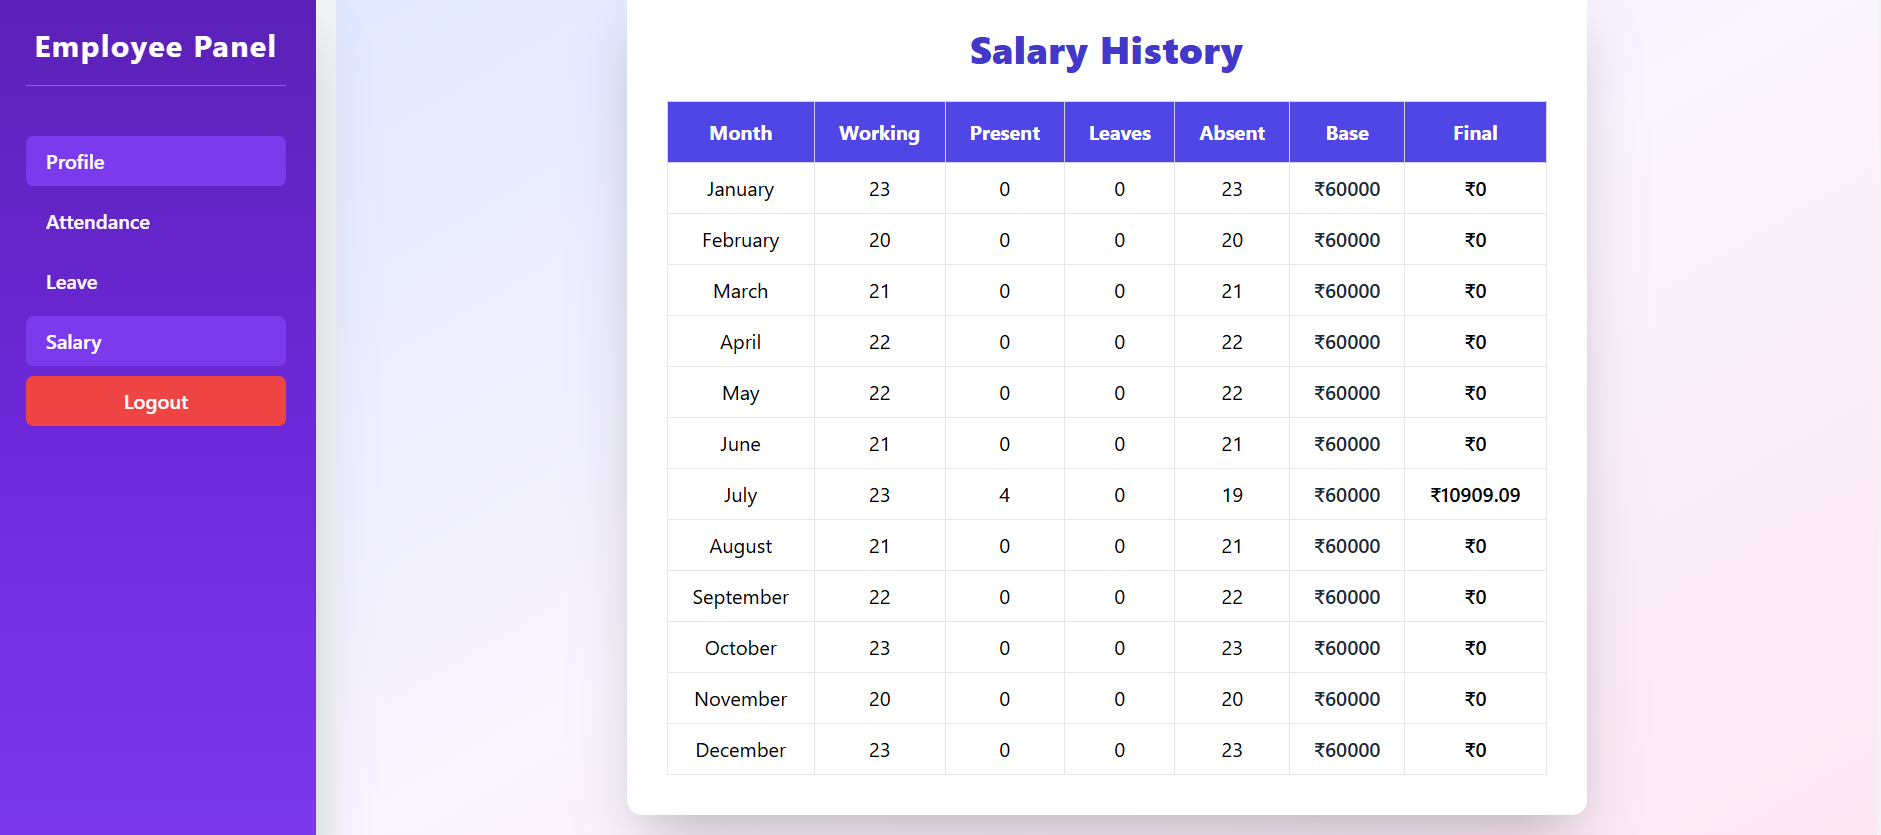 Employee Panel
Profile
Attendance
Leave
Salary
Logout
Salary History
Month Working Present Leaves Absent Base Final
January 23 0 0 23 ₹60000 ₹0
February 20 0 0 20 ₹60000 ₹0
March 21 0 0 21 ₹60000 ₹0
April 22 0 0 22 ₹60000 ₹0
May 22 0 0 22 ₹60000 ₹0
June 21 0 0 21 ₹60000 ₹0
July 23 4 0 19 ₹60000 ₹10909.09
August 21 0 0 21 ₹60000 ₹0
September 22 0 0 22 ₹60000 ₹0
October 23 0 0 23 ₹60000 ₹0
November 20 0 0 20 ₹60000 ₹0
December 23 0 0 23 ₹60000 ₹0